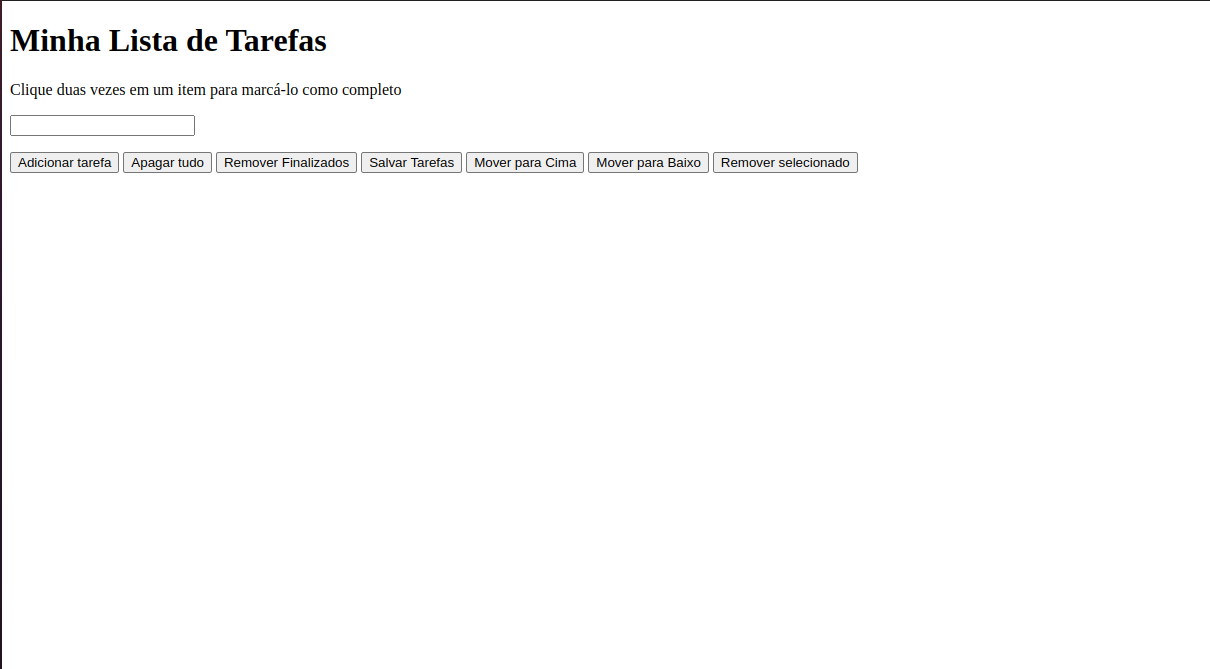 Minha Lista de Tarefas
Clique duas vezes em um item para marcá-lo como completo
Adicionar tarefa Apagar tudo Remover Finalizados Salvar Tarefas Mover para Cima Mover para Baixo Remover selecionado